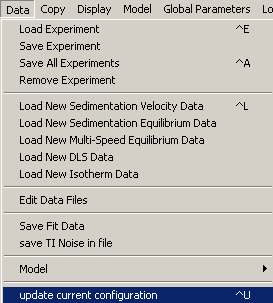 Data Copy Display Model Global Parameters Lo
Load Experiment ^E
Save Experiment
Save All Experiments ^A
Remove Experiment
Load New Sedimentation Velocity Data ^L
Load New Sedimentation Equilibrium Data
Load New Multi-Speed Equilibrium Data
Load New DLS Data
Load New Isotherm Data
Edit Data Files
Save Fit Data
save TI Noise in file
Model
update current configuration ^U